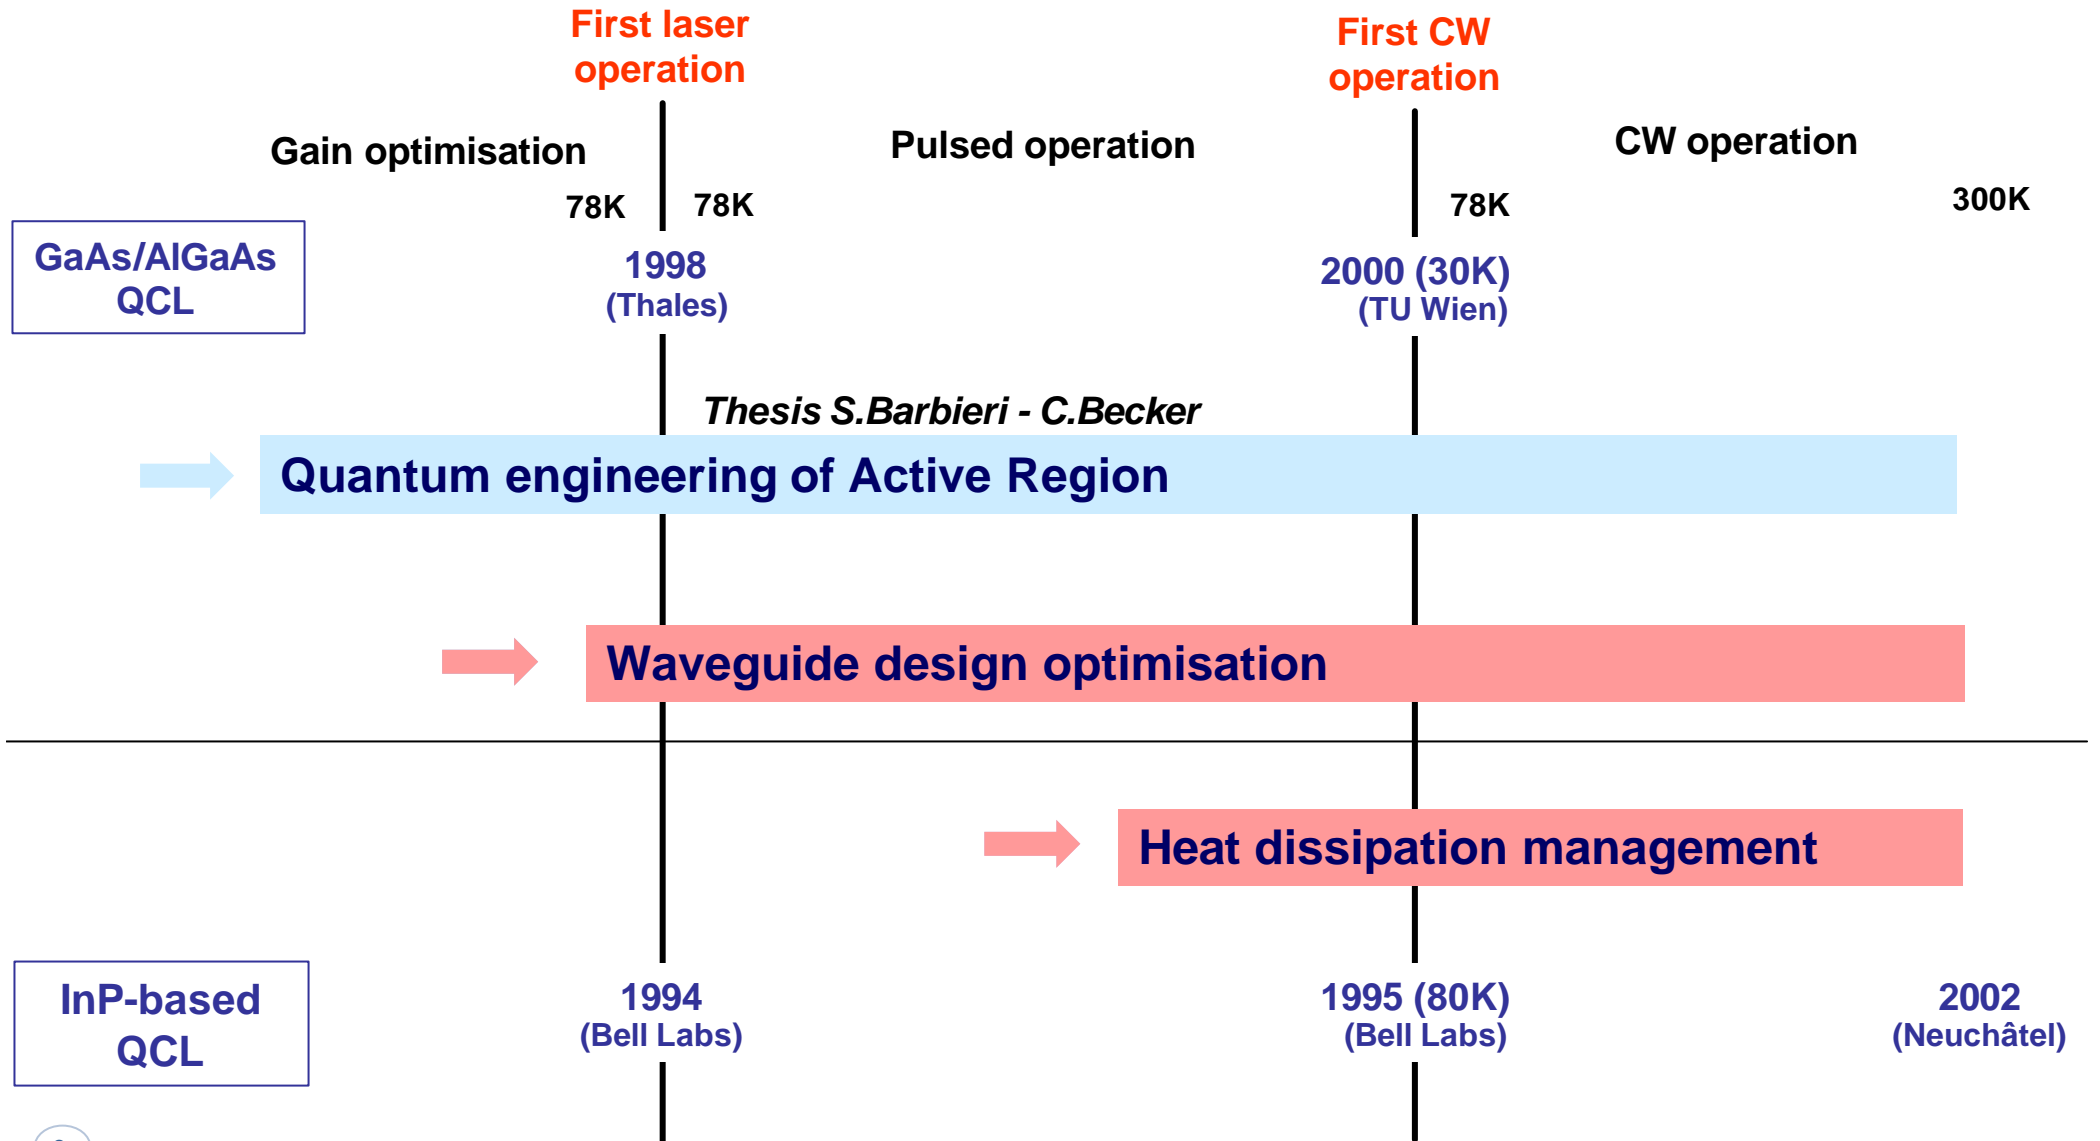 First laser
operation
First CW
operation
Gain optimisation
Pulsed operation
CW operation
78K
78K
78K
300K
GaAs/AlGaAs
QCL
1998
(Thales)
2000 (30K)
(TU Wien)
Thesis S.Barbieri - C.Becker
Quantum engineering of Active Region
Waveguide design optimisation
Heat dissipation management
InP-based
QCL
1994
(Bell Labs)
1995 (80K)
(Bell Labs)
2002
(Neuchâtel)